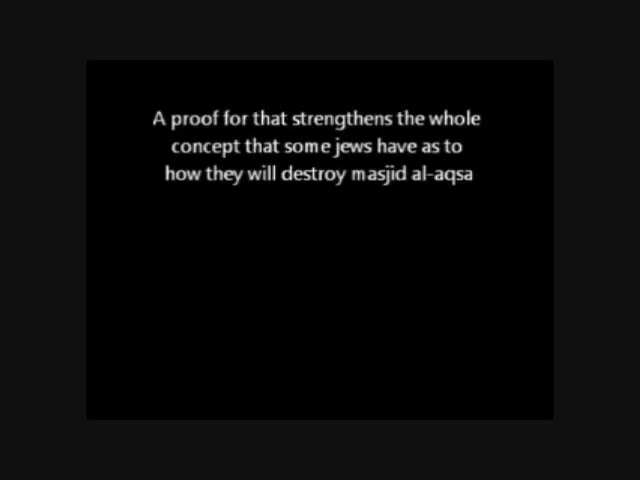 A proof for that strengthens the whole
concept that some jews have as to
how they will destroy masjid al-aqsa